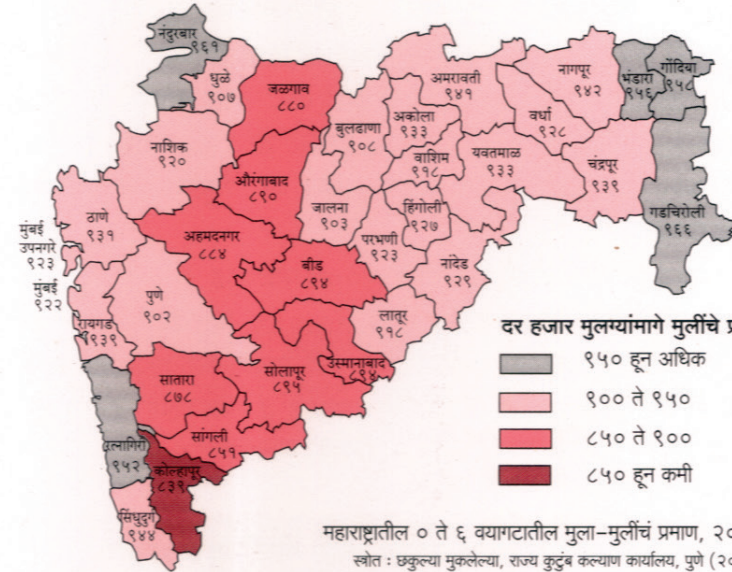 नंदुरबार
९६१
धुळे
९०७
जळगाव
८८०
नाशिक
९२०
बुलढाणा
९०८
अकोला
९३३
अमरावती
९४१
वाशिम
९१८
नागपूर
९४२
वर्धा
९२८
यवतमाळ
९३३
भंडारा
९५६
गोंदिया
९५८
चंद्रपूर
९३९
गडचिरोली
९६६
औरंगाबाद
८९०
जालना
९०३
हिंगोली
९२७
परभणी
९२३
नांदेड
९२९
ठाणे
९३१
मुंबई
उपनगरे
९२३
मुंबई
९२२
अहमदनगर
८८४
बीड
८९४
पुणे
९०२
रायगड
९३९
लातूर
९१८
उस्मानाबाद
८९४
सोलापूर
८९५
सातारा
८७८
सांगली
८५१
रत्नागिरी
९५२
कोल्हापूर
८३९
सिंधुदुर्ग
९४४
दर हजार मुलग्यांमागे मुलींचे
९५० हून अधिक
९०० ते ९५०
८५० ते ९००
८५० हून कमी
महाराष्ट्रातील ० ते ६ वयागटातील मुला–मुलींचं प्रमाण,
स्त्रोत : छकुल्या मुकलेल्या, राज्य कुटुंब कल्याण कार्यालय, पुणे